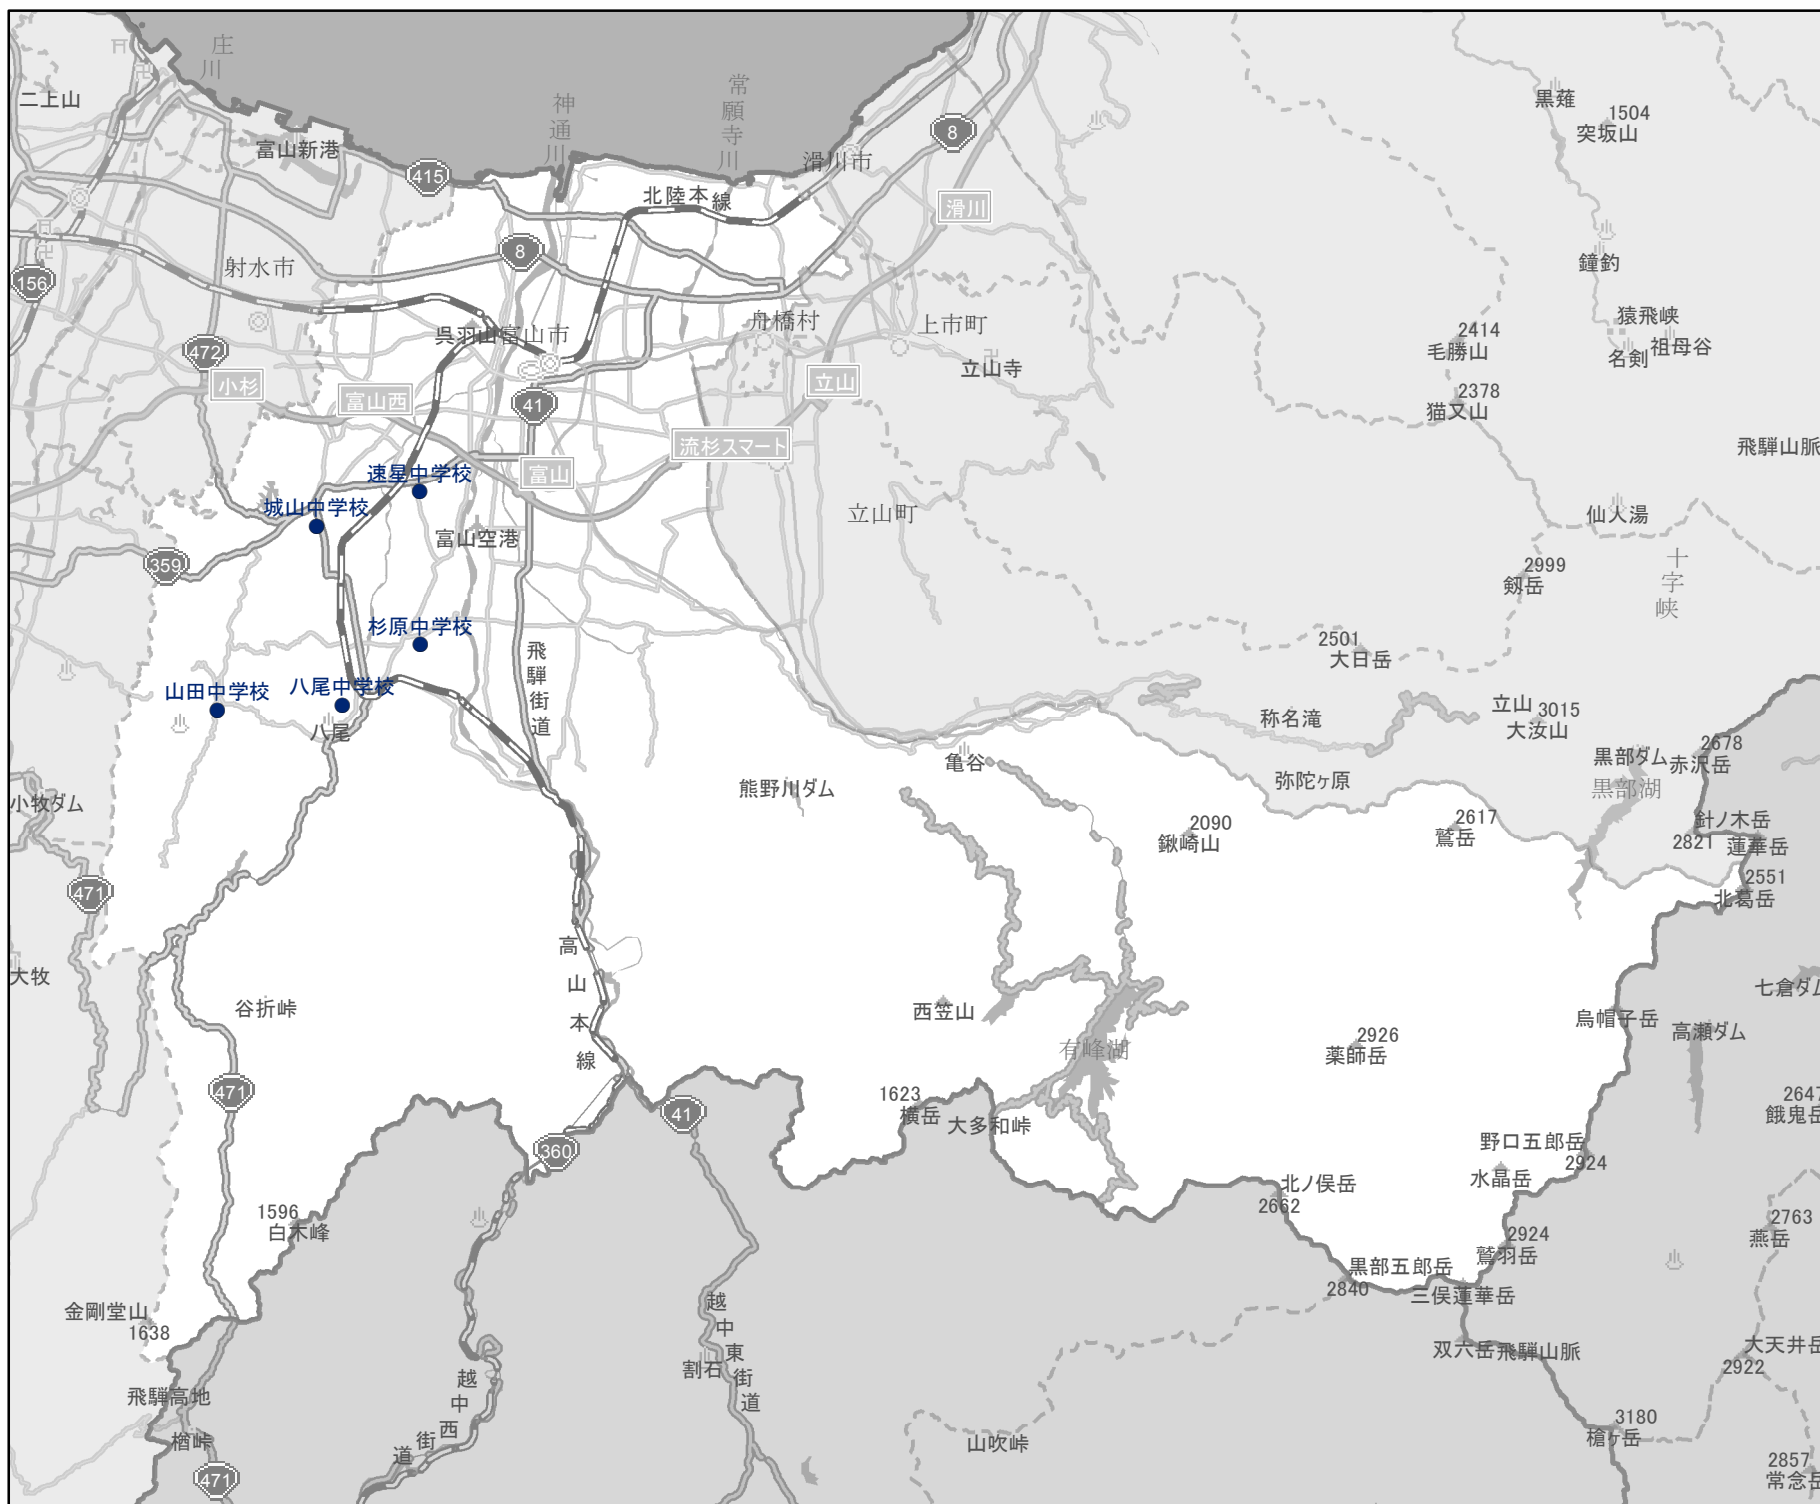 庄川
神通川
常願寺川
二上山
富山新港
415
北陸本線
滑川市
8
滑川
黒薙
1504
突坂山
8
射水市
156
鐘釣
猿飛峡
祖母谷
名剣
472
小杉
呉羽山
富山市
舟橋村
上市町
立山寺
2414
毛勝山
富山西
41
立山
2378
猫又山
流杉スマート
富山
飛騨山脈
速星中学校
城山中学校
富山空港
立山町
仙人湯
十字峡
359
2999
剱岳
杉原中学校
飛騨街道
2501
大日岳
山田中学校
八尾中学校
八尾
称名滝
立山
3015
大汝山
亀谷
弥陀ヶ原
黒部ダム
黒部湖
2678
赤沢岳
小牧ダム
熊野川ダム
2090
鍬崎山
2617
鷲岳
針ノ木岳
2821
蓮華岳
471
2551
北葛岳
大牧
高山本線
谷折峠
西笠山
有峰湖
2926
薬師岳
烏帽子岳
七倉ダム
高瀬ダム
471
41
1623
横岳
大多和峠
2647
餓鬼岳
360
野口五郎岳
2924
水晶岳
北ノ俣岳
2662
1596
白木峰
2924
鷲羽岳
2763
燕岳
黒部五郎岳
2840
三俣蓮華岳
金剛堂山
1638
双六岳
飛騨山脈
大天井岳
2922
越中東街道
割石
飛騨高地
越中西街道
楢峠
471
山吹峠
3180
槍ヶ岳
2857
常念岳